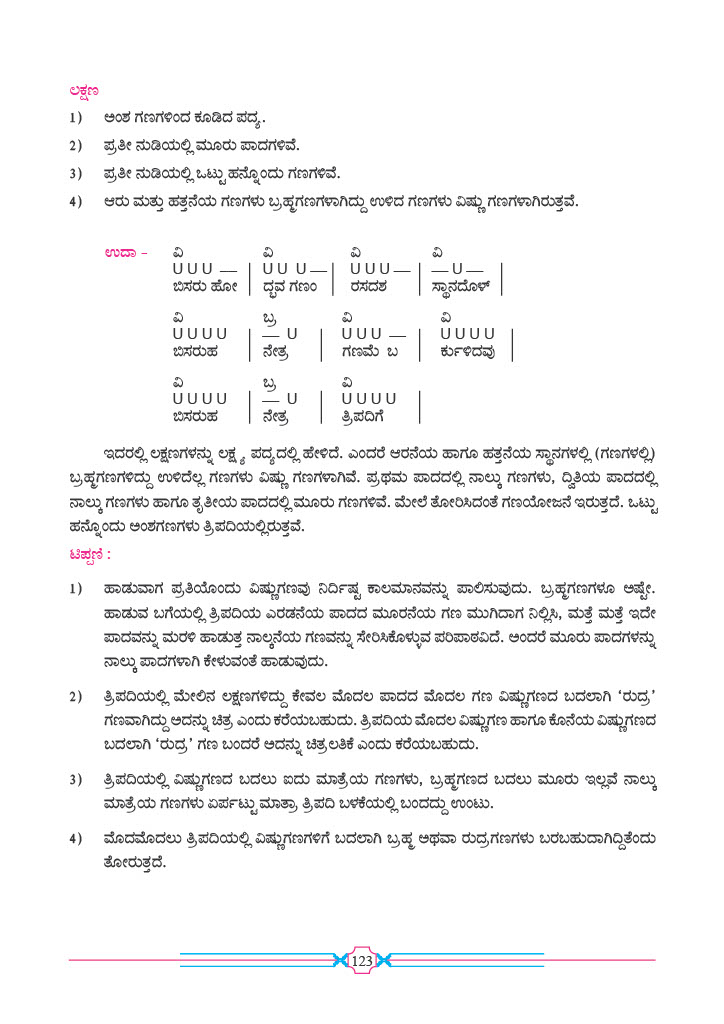 ಲಕ್ಷಣ
1) ಅಂಶ ಗಣಗಳಿಂದ ಕೂಡಿದ ಪದ್ಯ.
2) ಪ್ರತೀ ನುಡಿಯಲ್ಲಿ ಮೂರು ಪಾದಗಳಿವೆ.
3) ಪ್ರತೀ ನುಡಿಯಲ್ಲಿ ಒಟ್ಟು ಹನ್ನೊಂದು ಗಣಗಳಿವೆ.
4) ಆರು ಮತ್ತು ಹತ್ತನೆಯ ಗಣಗಳು ಬ್ರಹ್ಮಗಣಗಳಾಗಿದ್ದು ಉಳಿದ ಗಣಗಳು ವಿಷ್ಣು ಗಣಗಳಾಗಿರುತ್ತವೆ.
ಉದಾ – ವಿ ವಿ ವಿ ವಿ
U U U — | U U U — | U U U — | — U — |
ಬಿಸರು ಹೋ | ದ್ಭವ ಗಣಂ | ರಸದಶ | ಸ್ಥಾನದೊಳ್ |
ವಿ ಬ್ರ ವಿ ವಿ
U U U U | — U | U U U — | U U U U |
ಬಿಸರುಹ | ನೇತ್ರ | ಗಣಮೆ ಬ | ರ್ಕುಳಿದವು |
ವಿ ಬ್ರ ವಿ
U U U U | — U | U U U U |
ಬಿಸರುಹ | ನೇತ್ರ | ತ್ರಿಪದಿಗೆ |
ಇದರಲ್ಲಿ ಲಕ್ಷಣಗಳನ್ನು ಲಕ್ಷ್ಯ ಪದ್ಯದಲ್ಲಿ ಹೇಳಿದೆ. ಎಂದರೆ ಆರನೆಯ ಹಾಗೂ ಹತ್ತನೆಯ ಸ್ಥಾನಗಳಲ್ಲಿ (ಗಣಗಳಲ್ಲಿ)
ಬ್ರಹ್ಮಗಣಗಳಿದ್ದು ಉಳಿದೆಲ್ಲ ಗಣಗಳು ವಿಷ್ಣು ಗಣಗಳಾಗಿವೆ. ಪ್ರಥಮ ಪಾದದಲ್ಲಿ ನಾಲ್ಕು ಗಣಗಳು, ದ್ವಿತಿಯ ಪಾದದಲ್ಲಿ
ನಾಲ್ಕು ಗಣಗಳು ಹಾಗೂ ತೃತೀಯ ಪಾದದಲ್ಲಿ ಮೂರು ಗಣಗಳಿವೆ. ಮೇಲೆ ತೋರಿಸಿದಂತೆ ಗಣಯೋಜನೆ ಇರುತ್ತದೆ. ಒಟ್ಟು
ಹನ್ನೊಂದು ಅಂಶಗಣಗಳು ತ್ರಿಪದಿಯಲ್ಲಿರುತ್ತವೆ.
ಟಿಪ್ಪಣಿ :
1) ಹಾಡುವಾಗ ಪ್ರತಿಯೊಂದು ವಿಷ್ಣುಗಣವು ನಿರ್ದಿಷ್ಟ ಕಾಲಮಾನವನ್ನು ಪಾಲಿಸುವುದು. ಬ್ರಹ್ಮಗಣಗಳೂ ಅಷ್ಟೇ.
ಹಾಡುವ ಬಗೆಯಲ್ಲಿ ತ್ರಿಪದಿಯ ಎರಡನೆಯ ಪಾದದ ಮೂರನೆಯ ಗಣ ಮುಗಿದಾಗ ನಿಲ್ಲಿಸಿ, ಮತ್ತೆ ಮತ್ತೆ ಇದೇ
ಪಾದವನ್ನು ಮರಳಿ ಹಾಡುತ್ತ ನಾಲ್ಕನೆಯ ಗಣವನ್ನು ಸೇರಿಸಿಕೊಳ್ಳುವ ಪರಿಪಾಠವಿದೆ. ಅಂದರೆ ಮೂರು ಪಾದಗಳನ್ನು
ನಾಲ್ಕು ಪಾದಗಳಾಗಿ ಕೇಳುವಂತೆ ಹಾಡುವುದು.
2) ತ್ರಿಪದಿಯಲ್ಲಿ ಮೇಲಿನ ಲಕ್ಷಣಗಳಿದ್ದು ಕೇವಲ ಮೊದಲ ಪಾದದ ಮೊದಲ ಗಣ ವಿಷ್ಣುಗಣದ ಬದಲಾಗಿ ‘ರುದ್ರ’
ಗಣವಾಗಿದ್ದು ಅದನ್ನು ಚಿತ್ರ ಎಂದು ಕರೆಯಬಹುದು. ತ್ರಿಪದಿಯ ಮೊದಲ ವಿಷ್ಣುಗಣ ಹಾಗೂ ಕೊನೆಯ ವಿಷ್ಣುಗಣದ
ಬದಲಾಗಿ ‘ರುದ್ರ’ ಗಣ ಬಂದರೆ ಅದನ್ನು ಚಿತ್ರಲತಿಕೆ ಎಂದು ಕರೆಯಬಹುದು.
3) ತ್ರಿಪದಿಯಲ್ಲಿ ವಿಷ್ಣುಗಣದ ಬದಲು ಐದು ಮಾತ್ರೆಯ ಗಣಗಳು, ಬ್ರಹ್ಮಗಣದ ಬದಲು ಮೂರು ಇಲ್ಲವೆ ನಾಲ್ಕು
ಮಾತ್ರೆಯ ಗಣಗಳು ಏರ್ಪಟ್ಟು ಮಾತ್ರಾ ತ್ರಿಪದಿ ಬಳಕೆಯಲ್ಲಿ ಬಂದದ್ದು ಉಂಟು.
4) ಮೊದಮೊದಲು ತ್ರಿಪದಿಯಲ್ಲಿ ವಿಷ್ಣುಗಣಗಳಿಗೆ ಬದಲಾಗಿ ಬ್ರಹ್ಮ ಅಥವಾ ರುದ್ರಗಣಗಳು ಬರಬಹುದಾಗಿದ್ದಿತೆಂದು
ತೋರುತ್ತದೆ.
123